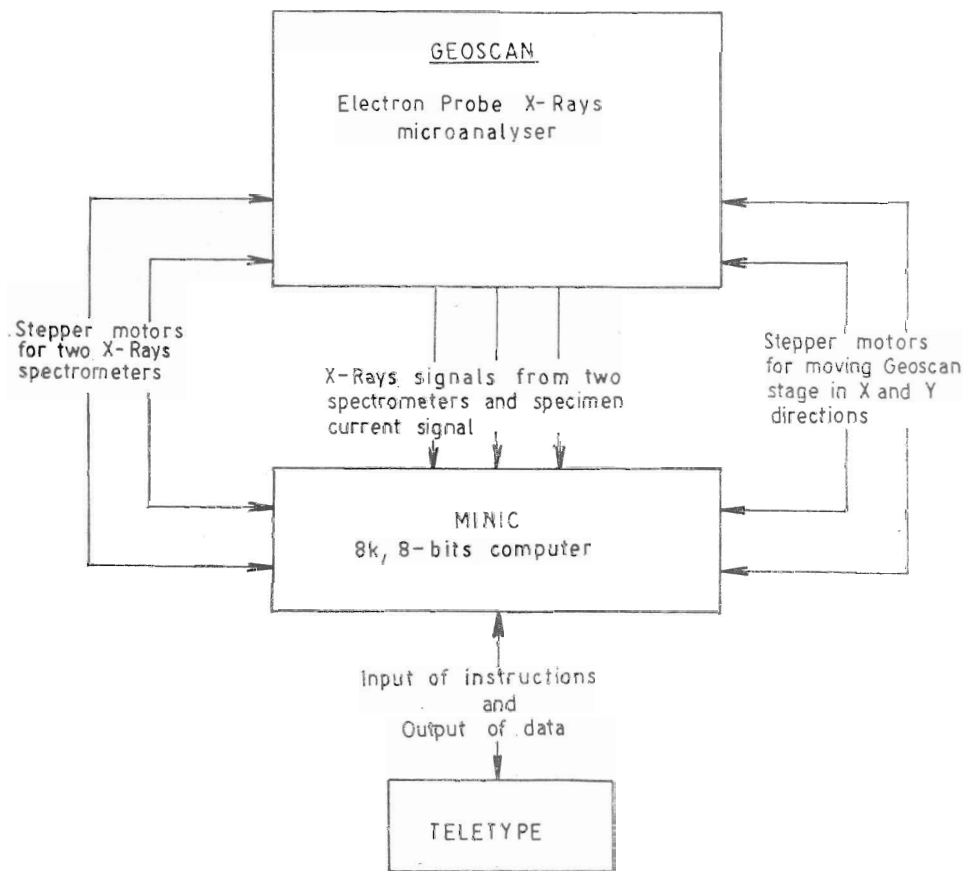 GEOSCAN
Electron Probe X-Rays
microanalyser
Stepper motors
for two X-Rays
spectrometers
X-Rays signals from two
spectrometers and specimen
current signal
Stepper motors
for moving Geoscan
stage in X and Y
directions
MINIC
8k, 8-bits computer
Input of instructions
and
Output of data
TELETYPE